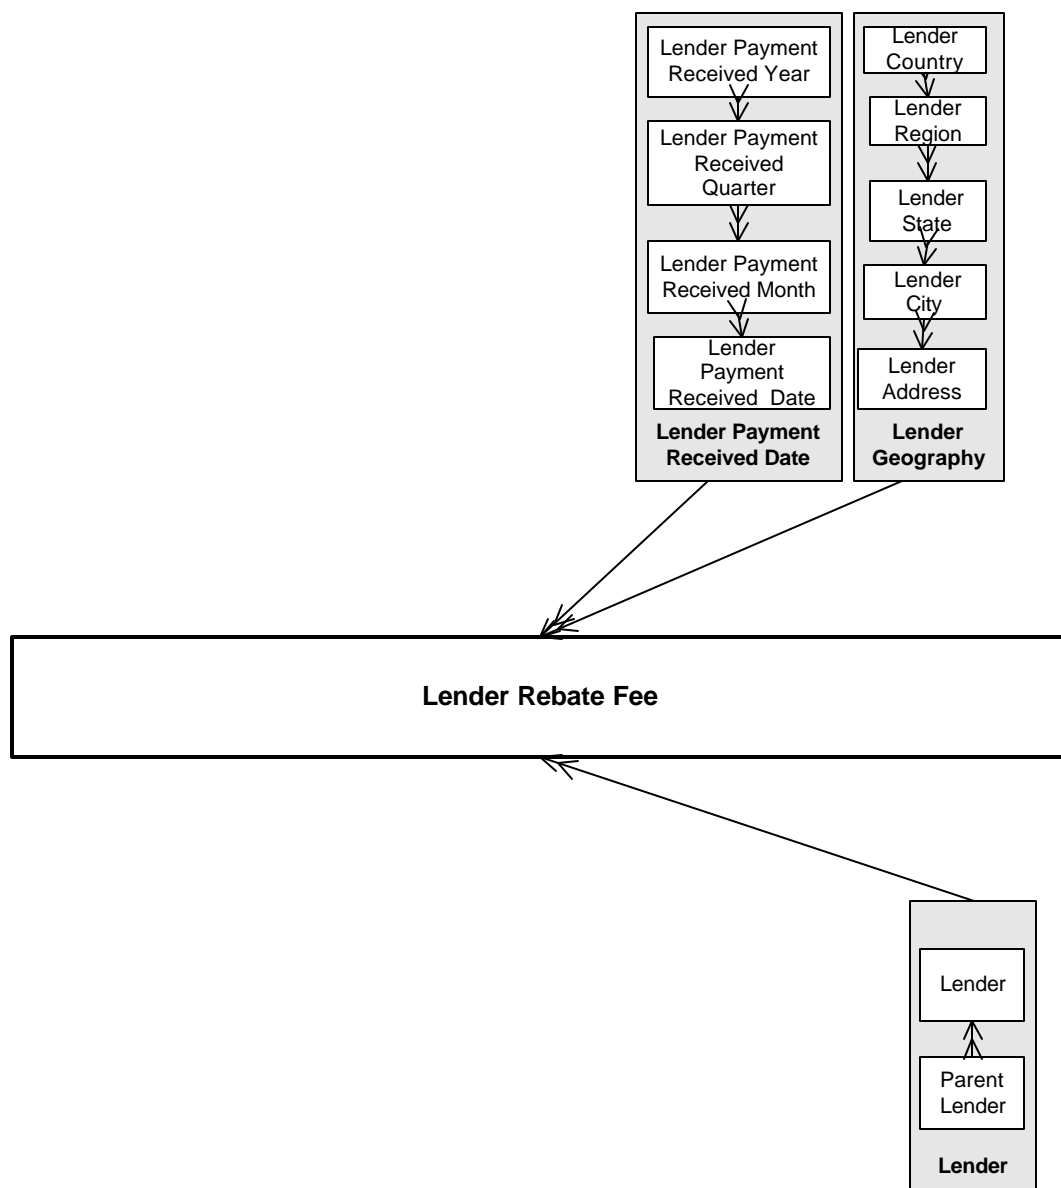 Lender Payment
Received Year
Lender Payment
Received
Quarter
Lender Payment
Received Month
Lender
Payment
Received Date
Lender Payment
Received Date
Lender
Country
Lender
Region
Lender
State
Lender
City
Lender
Address
Lender
Geography
Lender Rebate Fee
Lender
Parent
Lender
Lender